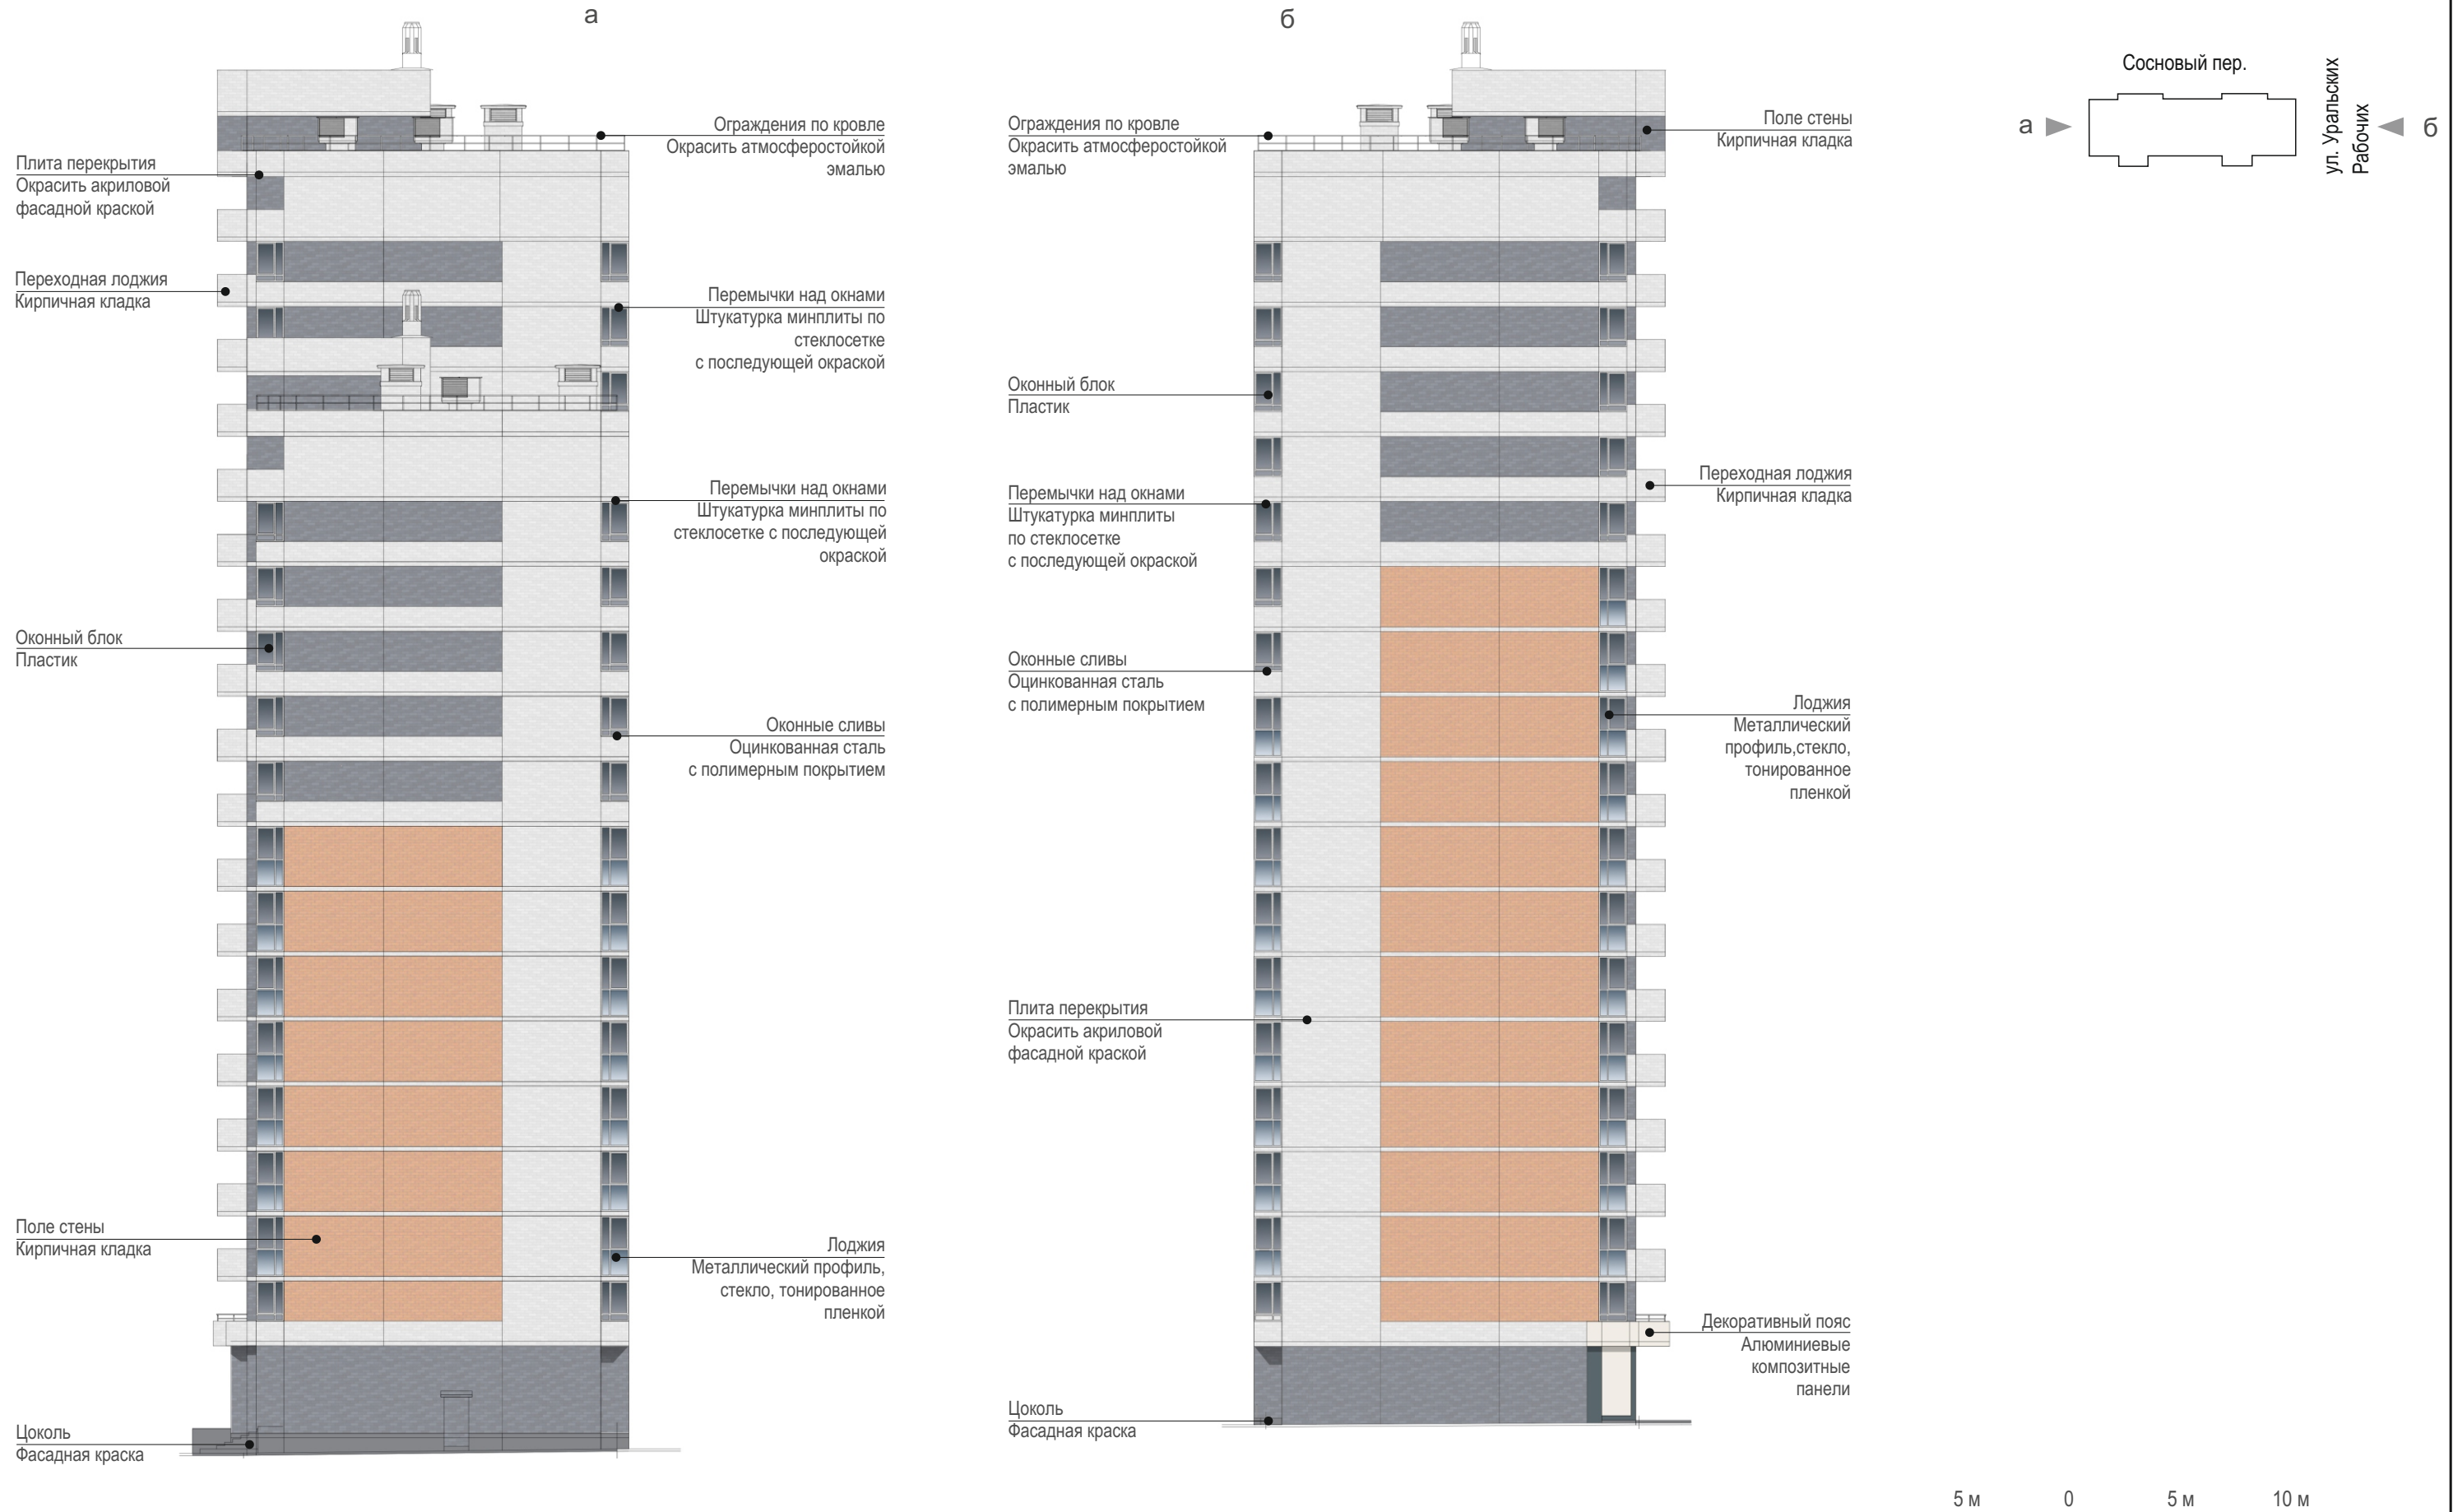 а
Ограждения по кровле
Окрасить атмосферостойкой
эмалью
Плита перекрытия
Окрасить акриловой
фасадной краской
Переходная лоджия
Кирпичная кладка
Перемычки над окнами
Штукатурка минплиты по
стеклосетке
с последующей окраской
Перемычки над окнами
Штукатурка минплиты по
стеклосетке с последующей
окраской
Оконный блок
Пластик
Оконные сливы
Оцинкованная сталь
с полимерным покрытием
Поле стены
Кирпичная кладка
Лоджия
Металлический профиль,
стекло, тонированное
пленкой
Цоколь
Фасадная краска
б
Ограждения по кровле
Окрасить атмосферостойкой
эмалью
Поле стены
Кирпичная кладка
Оконный блок
Пластик
Переходная лоджия
Кирпичная кладка
Перемычки над окнами
Штукатурка минплиты
по стеклосетке
с последующей окраской
Оконные сливы
Оцинкованная сталь
с полимерным покрытием
Лоджия
Металлический
профиль,стекло,
тонированное
пленкой
Плита перекрытия
Окрасить акриловой
фасадной краской
Декоративный пояс
Алюминиевые
композитные
панели
Цоколь
Фасадная краска
Сосновый пер.
а
ул. Уральских
Рабочих
б
5 м 0 5 м 10 м